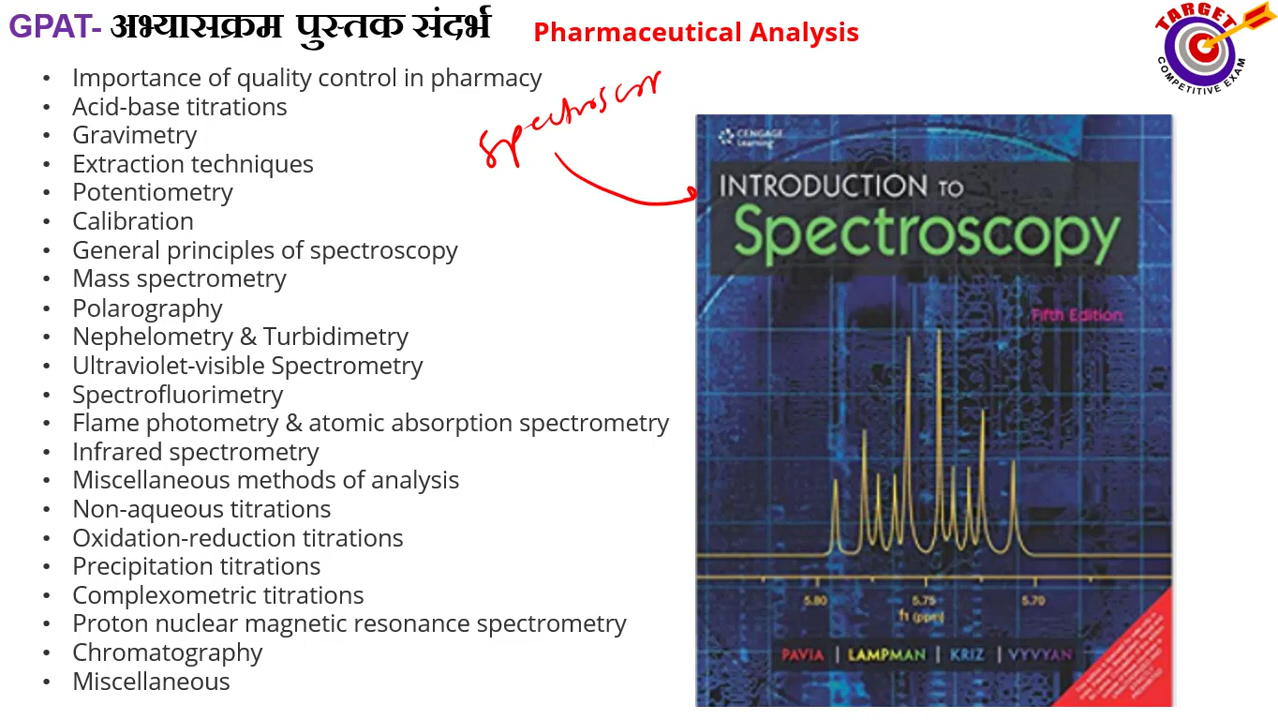 GPAT- अभ्यासक्रम पुस्तक संदर्भ
Pharmaceutical Analysis
TARGET
COMPETITIVE EXAM
• Importance of quality control in pharmacy
• Acid-base titrations
• Gravimetry
• Extraction techniques
• Potentiometry
• Calibration
• General principles of spectroscopy
• Mass spectrometry
• Polarography
• Nephelometry & Turbidimetry
• Ultraviolet-visible Spectrometry
• Spectrofluorimetry
• Flame photometry & atomic absorption spectrometry
• Infrared spectrometry
• Miscellaneous methods of analysis
• Non-aqueous titrations
• Oxidation-reduction titrations
• Precipitation titrations
• Complexometric titrations
• Proton nuclear magnetic resonance spectrometry
• Chromatography
• Miscellaneous
Spectroscor
CENGAGE
Learning
INTRODUCTION TO
Spectroscopy
Fifth Edition
5.80 5.75 5.70
f1 (ppm)
PAVIA | LAMPMAN | KRIZ | VYVYAN